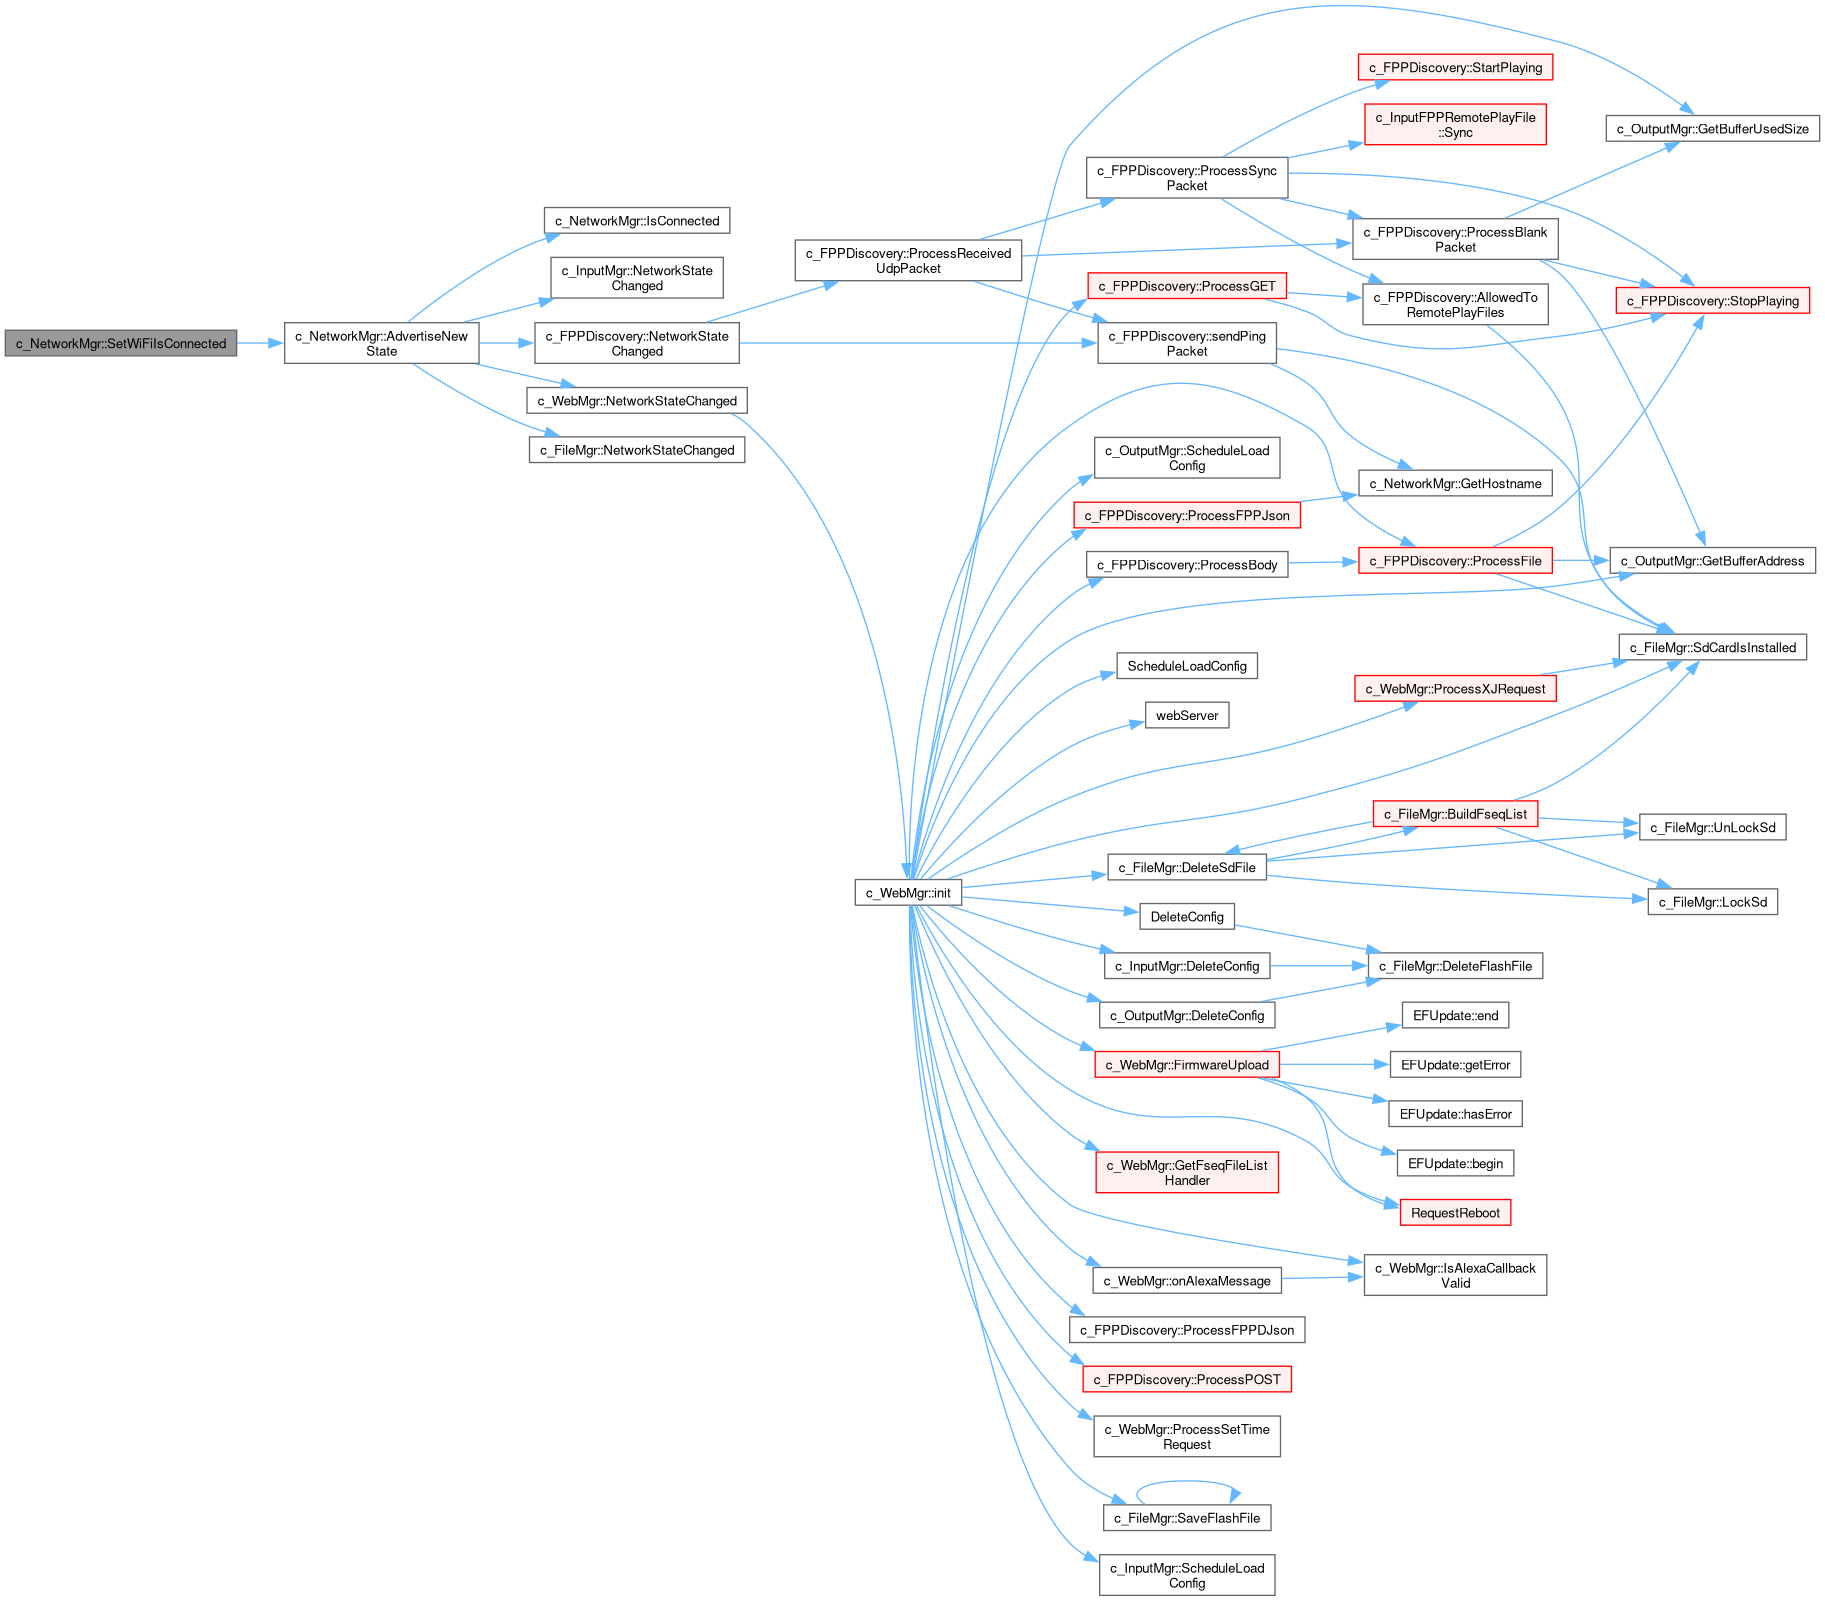 c_NetworkMgr::SetWiFiIsConnected
c_NetworkMgr::AdvertiseNew
State
c_NetworkMgr::IsConnected
c_InputMgr::NetworkState
Changed
c_FPPDiscovery::NetworkState
Changed
c_WebMgr::NetworkStateChanged
c_FileMgr::NetworkStateChanged
c_FPPDiscovery::ProcessReceived
UdpPacket
c_WebMgr::init
c_FPPDiscovery::ProcessSync
Packet
c_FPPDiscovery::ProcessGET
c_FPPDiscovery::sendPing
Packet
c_OutputMgr::ScheduleLoad
Config
c_FPPDiscovery::ProcessFPPJson
c_FPPDiscovery::ProcessBody
ScheduleLoadConfig
webServer
c_FileMgr::DeleteSdFile
DeleteConfig
c_InputMgr::DeleteConfig
c_OutputMgr::DeleteConfig
c_WebMgr::FirmwareUpload
c_WebMgr::GetFseqFileList
Handler
c_WebMgr::onAlexaMessage
c_FPPDiscovery::ProcessFPPDJson
c_FPPDiscovery::ProcessPOST
c_WebMgr::ProcessSetTime
Request
c_FileMgr::SaveFlashFile
c_InputMgr::ScheduleLoad
Config
c_FPPDiscovery::StartPlaying
c_InputFPPRemotePlayFile
::Sync
c_FPPDiscovery::ProcessBlank
Packet
c_FPPDiscovery::AllowedTo
RemotePlayFiles
c_NetworkMgr::GetHostname
c_FPPDiscovery::ProcessFile
c_WebMgr::ProcessXJRequest
c_FileMgr::BuildFseqList
c_FileMgr::DeleteFlashFile
EFUpdate::end
EFUpdate::getError
EFUpdate::hasError
EFUpdate::begin
RequestReboot
c_WebMgr::IsAlexaCallback
Valid
c_OutputMgr::GetBufferUsedSize
c_FPPDiscovery::StopPlaying
c_OutputMgr::GetBufferAddress
c_FileMgr::SdCardIsInstalled
c_FileMgr::UnLockSd
c_FileMgr::LockSd